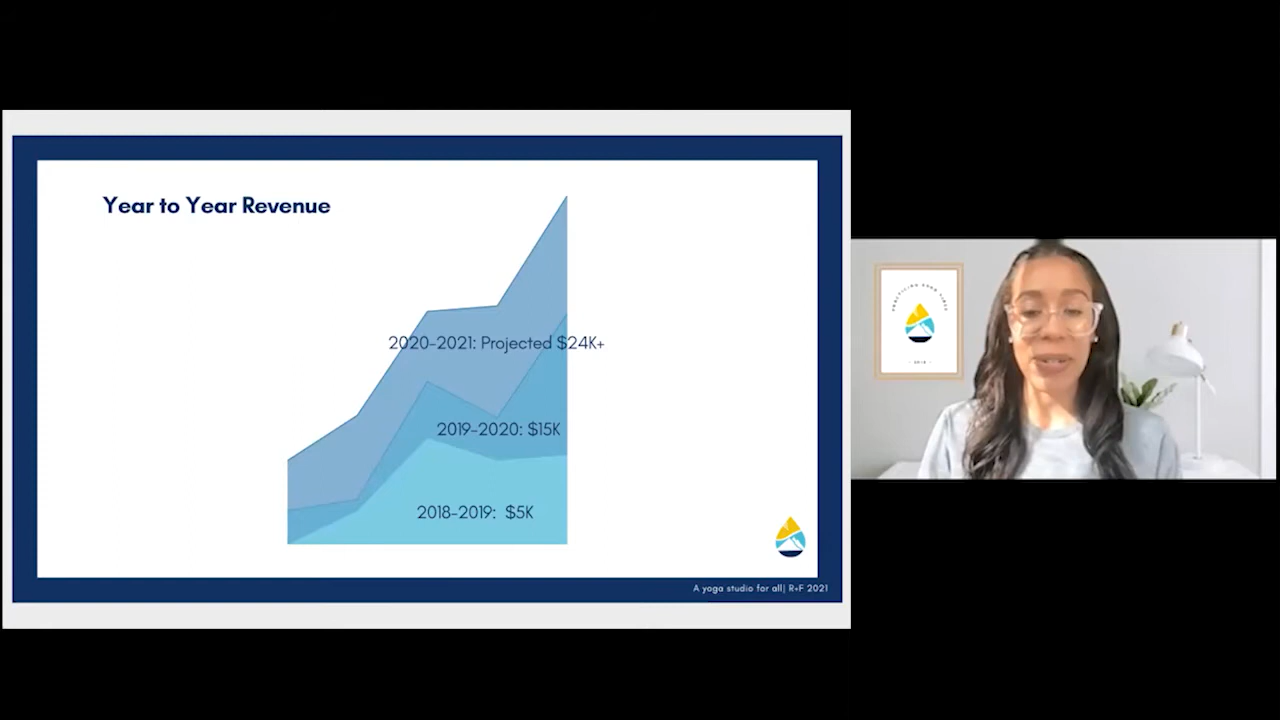 Year to Year Revenue
2020-2021: Projected $24K+
2019-2020: $15K
2018-2019:  $5K
A yoga studio for all| R+F 2021